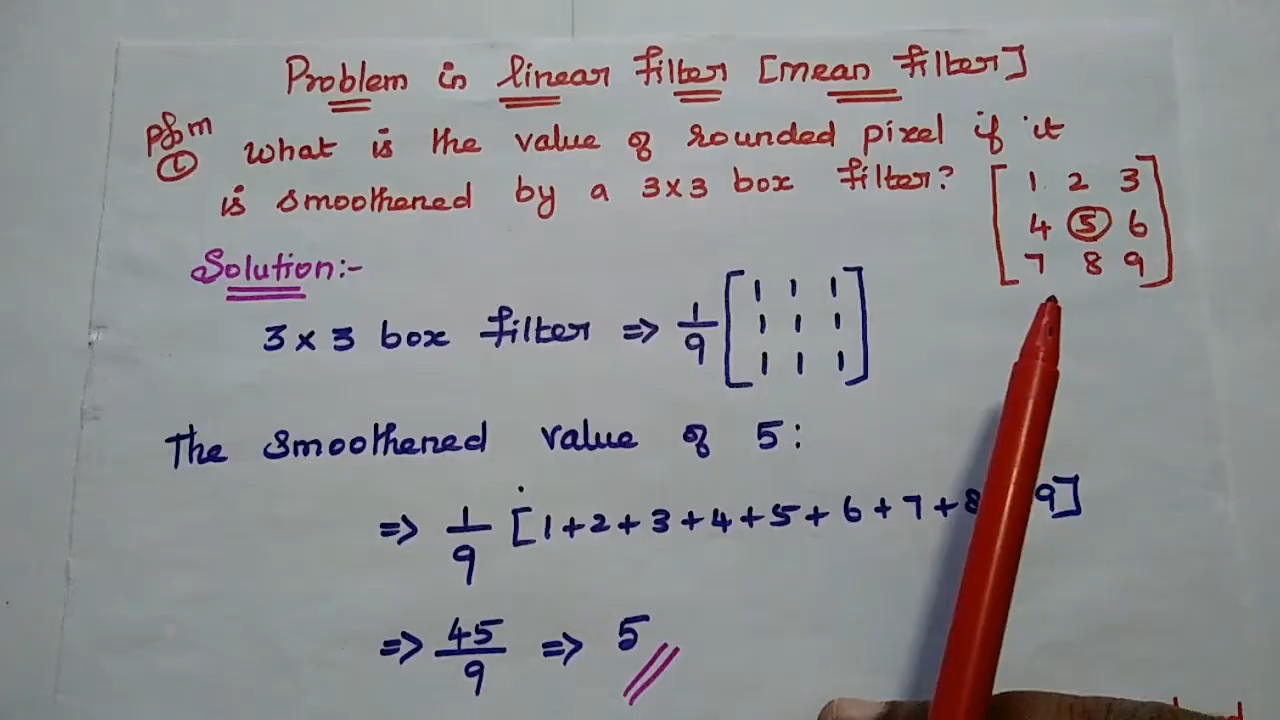 Problem in linear filter [mean filter]
Pbm ① what is the value of rounded pixel if it
is smoothened by a 3x3 box filter? [1 2 3
4 5 6
7 8 9]
Solution:-
3 x 3 box filter => 1/9 [1 1 1
1 1 1
1 1 1]
The smoothened value of 5:
=> 1/9 [1+2+3+4+5+6+7+8 9]
=> 45/9 => 5